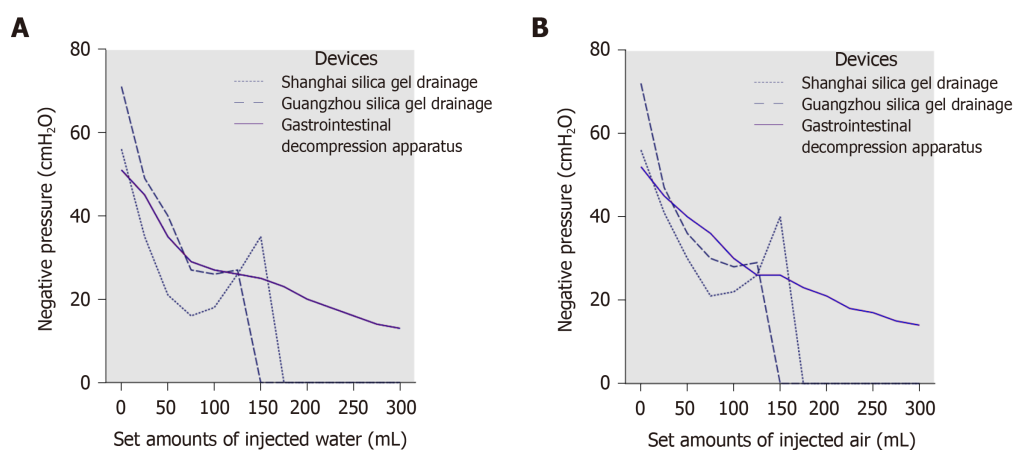 A
80
60
40
20
0
Negative pressure (cmH₂O)
Devices
Shanghai silica gel drainage
Guangzhou silica gel drainage
Gastrointestinal
decompression apparatus
0 50 100 150 200 250 300
Set amounts of injected water (mL)
B
80
60
40
20
0
Negative pressure (cmH₂O)
Devices
Shanghai silica gel drainage
Guangzhou silica gel drainage
Gastrointestinal
decompression apparatus
0 50 100 150 200 250 300
Set amounts of injected air (mL)